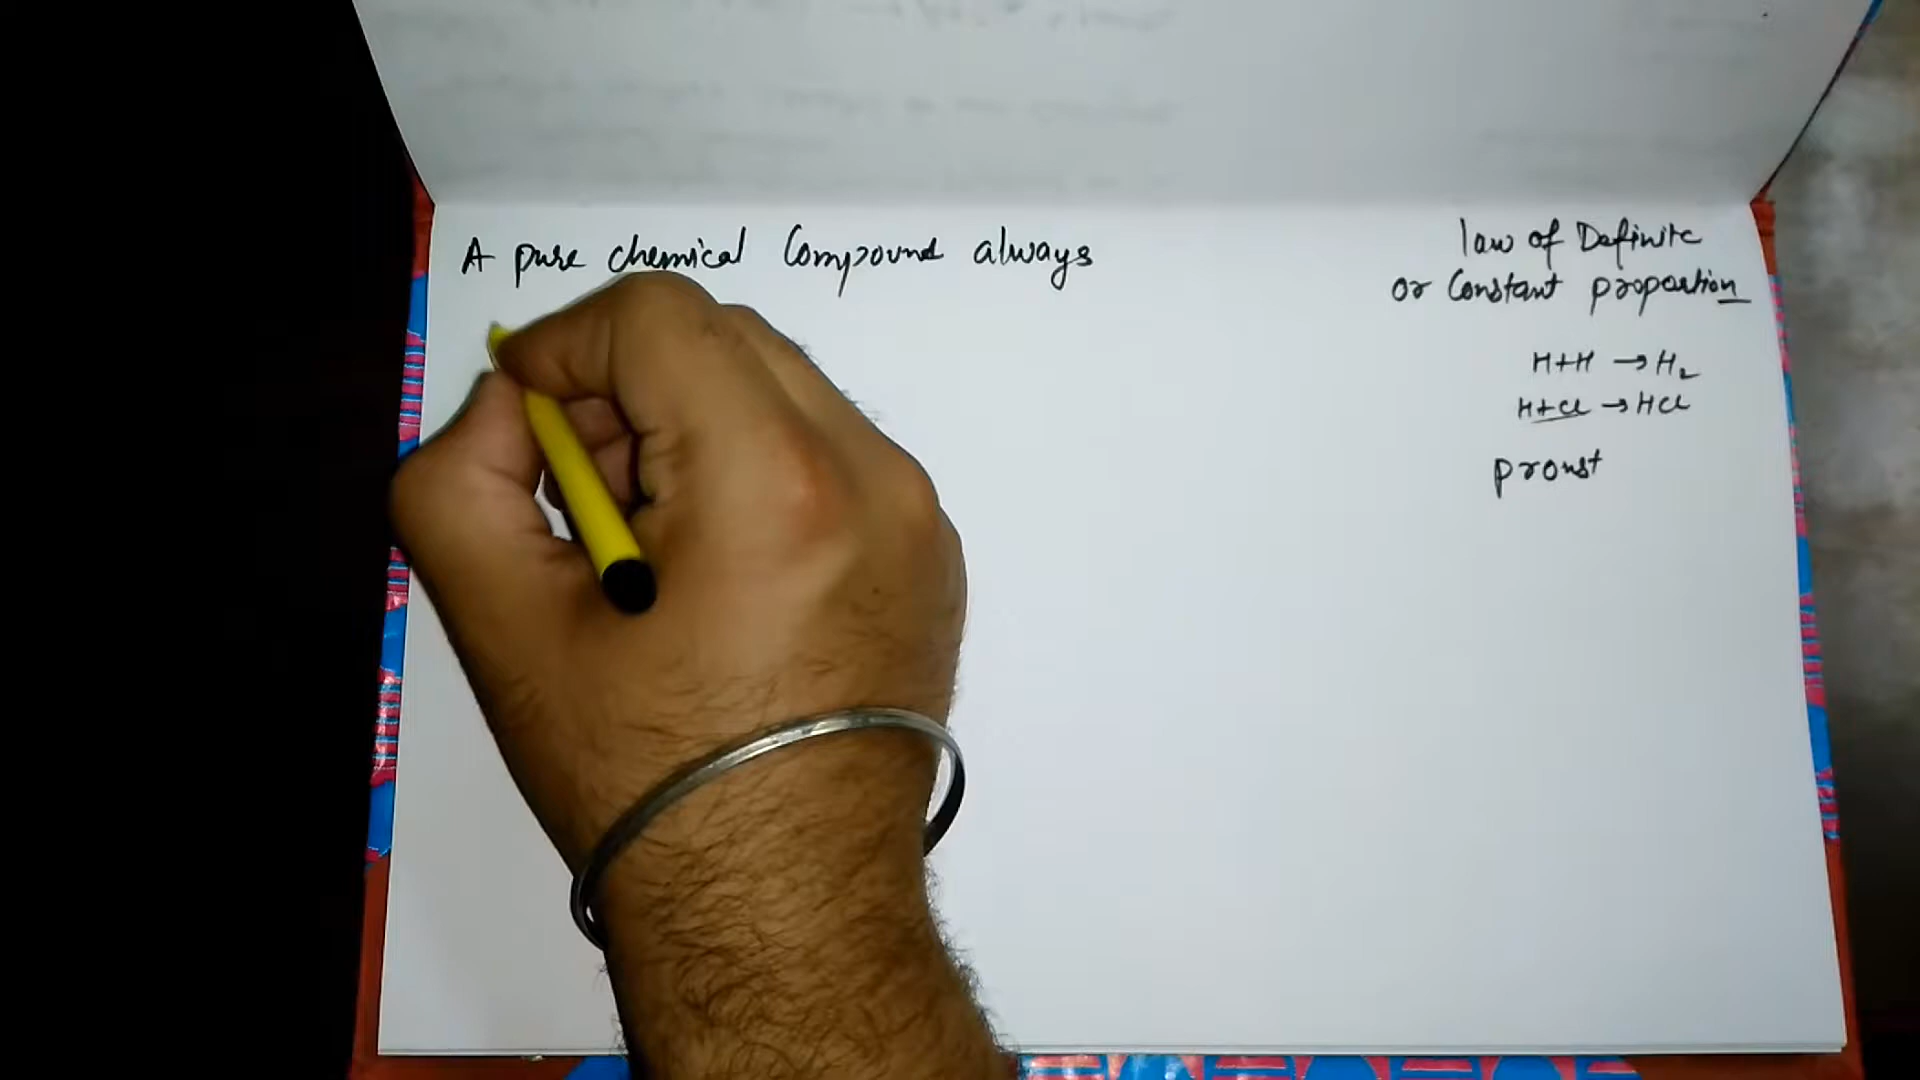 A pure chemical Compound always
law of Definite
or Constant proportion
H+H → H₂
H+Cl → HCl
Proust